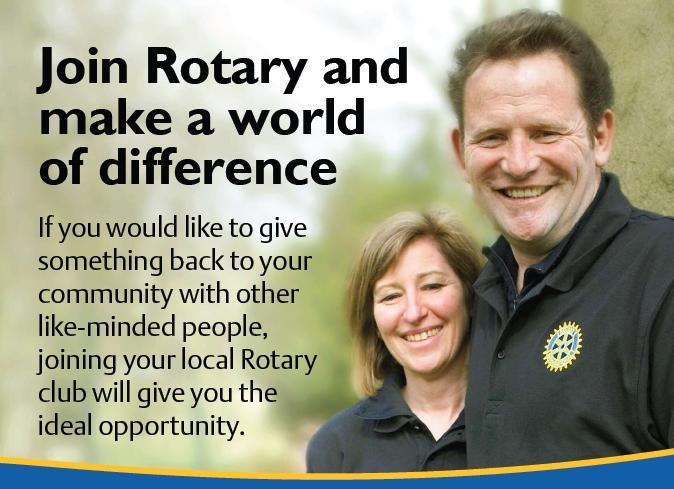 Join Rotary and
make a world
of difference
If you would like to give
something back to your
community with other
like-minded people,
joining your local Rotary
club will give you the
ideal opportunity.